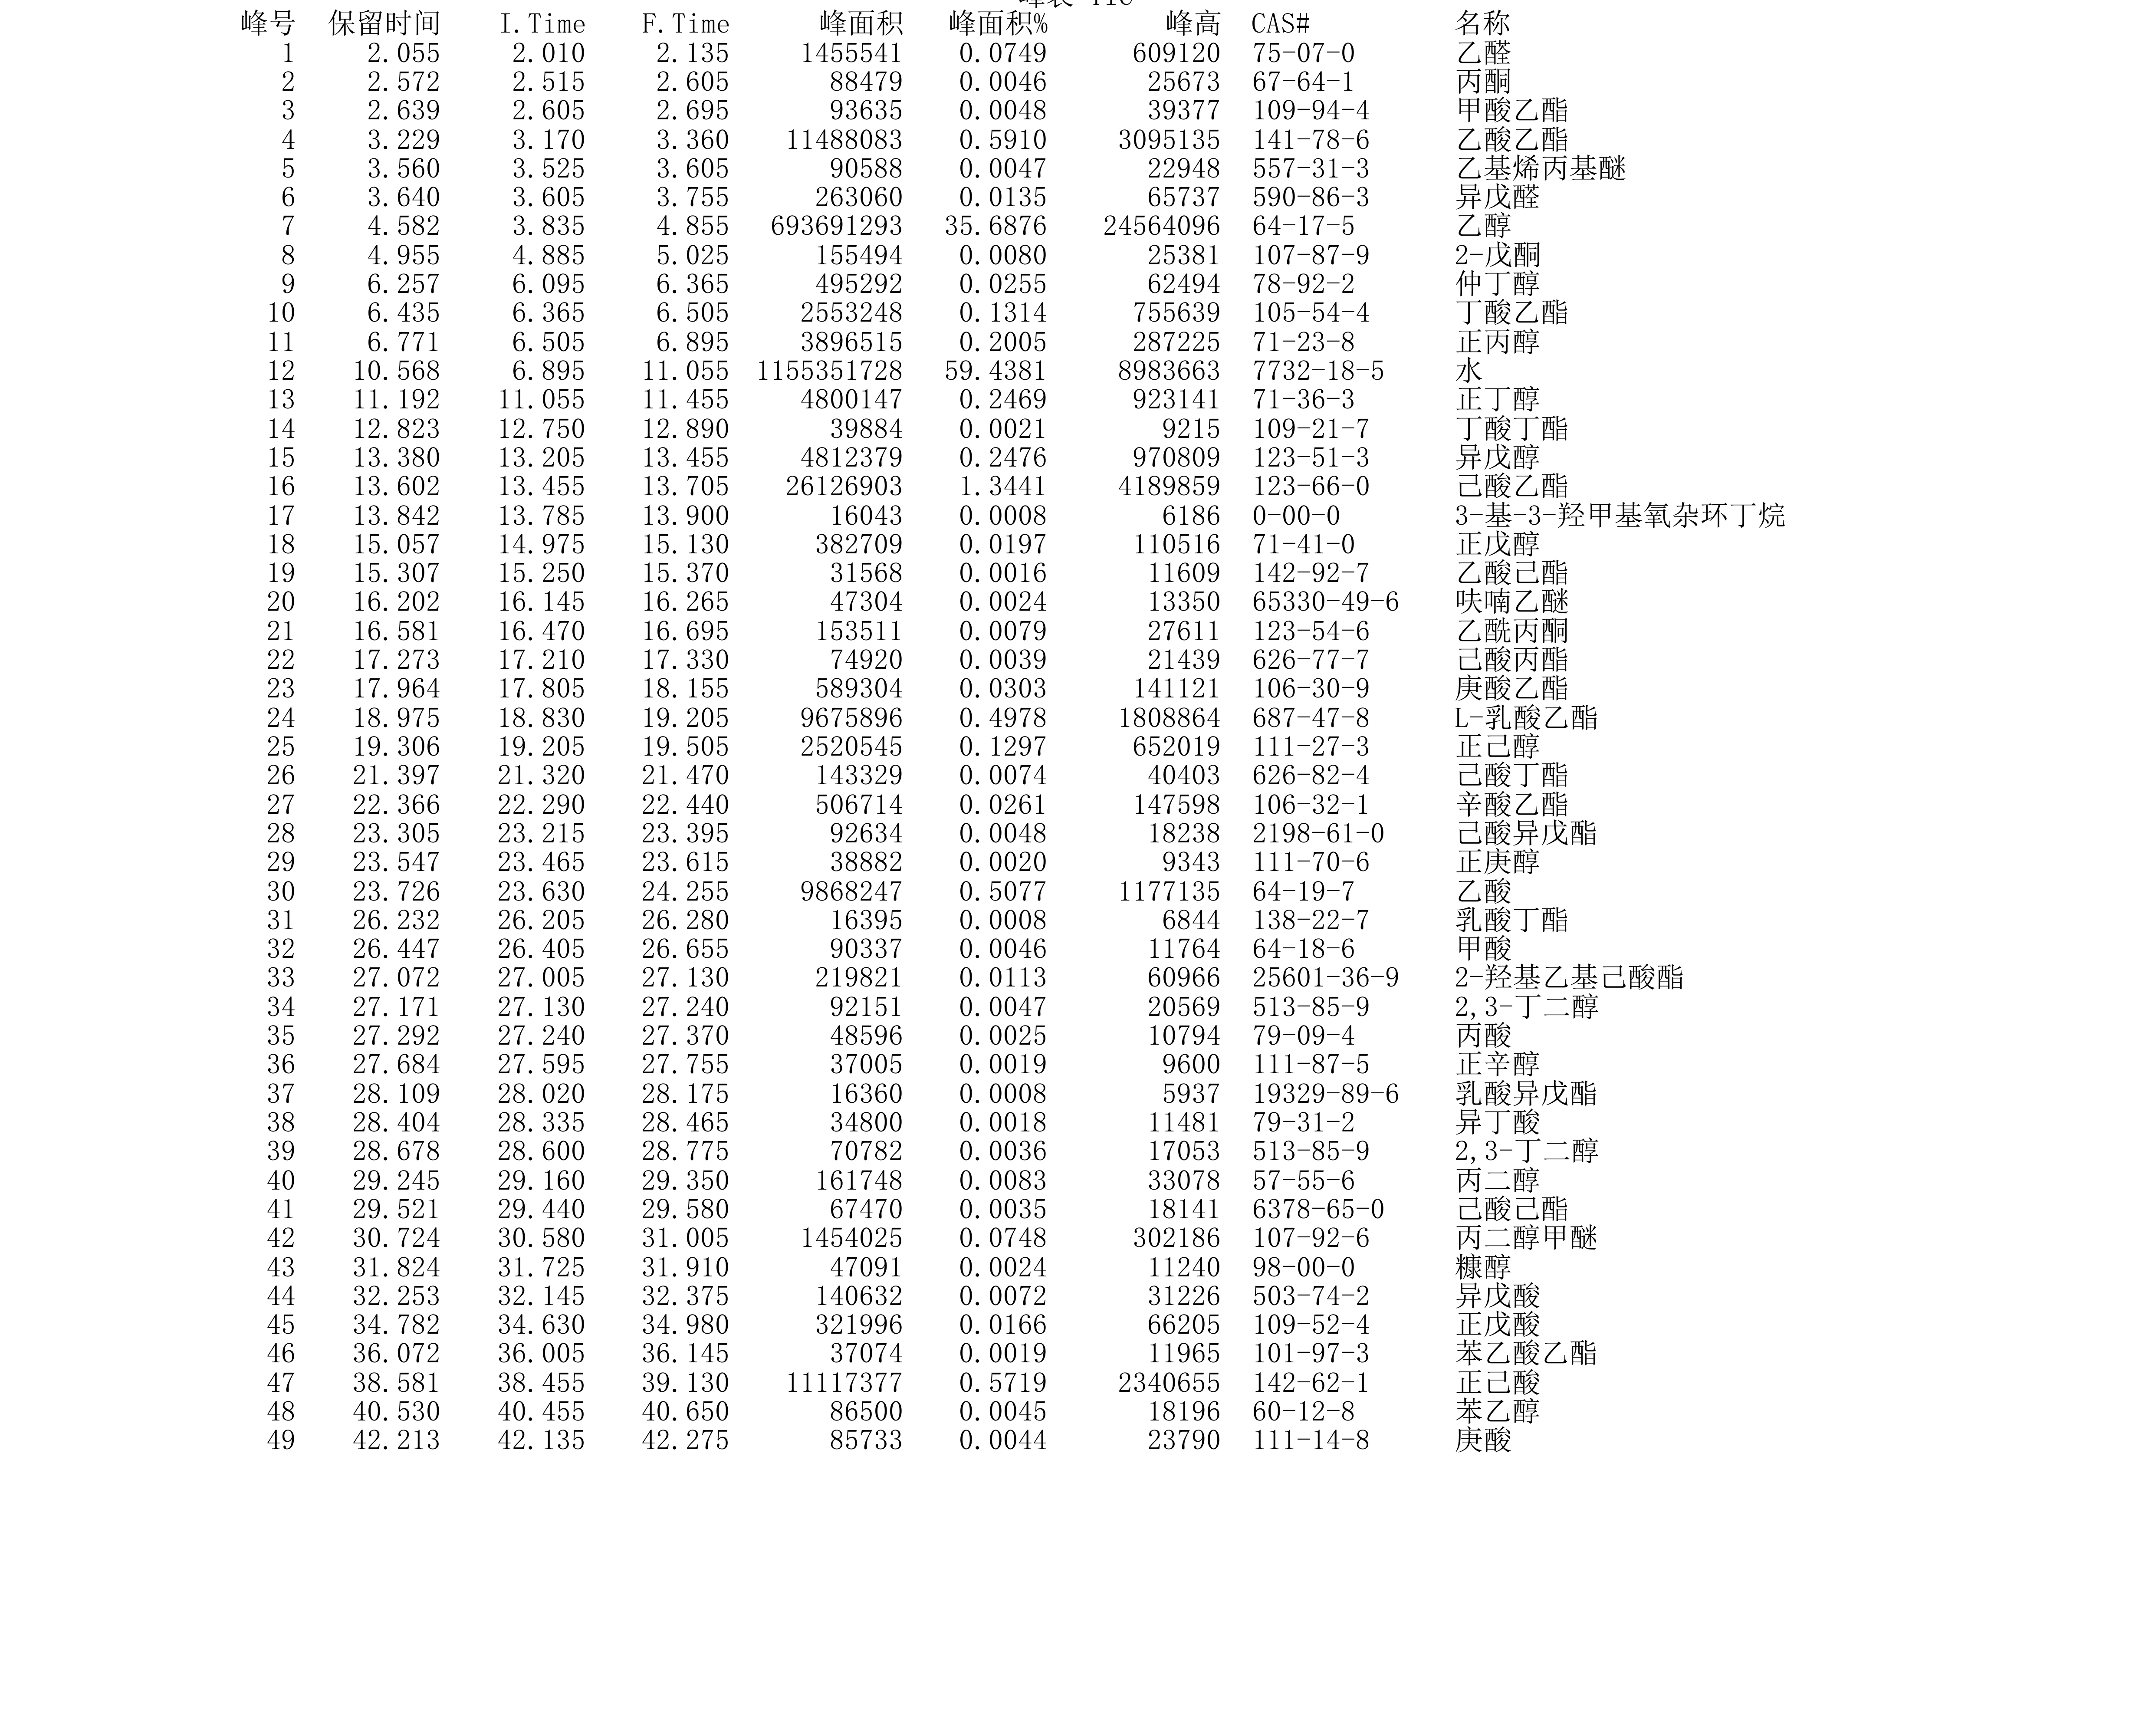 峰号 保留时间 I.Time F.Time 峰面积 峰面积% 峰高 CAS# 名称
1 2.055 2.010 2.135 1455541 0.0749 609120 75-07-0 乙醛
2 2.572 2.515 2.605 88479 0.0046 25673 67-64-1 丙酮
3 2.639 2.605 2.695 93635 0.0048 39377 109-94-4 甲酸乙酯
4 3.229 3.170 3.360 11488083 0.5910 3095135 141-78-6 乙酸乙酯
5 3.560 3.525 3.605 90588 0.0047 22948 557-31-3 乙基烯丙基醚
6 3.640 3.605 3.755 263060 0.0135 65737 590-86-3 异戊醛
7 4.582 3.835 4.855 693691293 35.6876 24564096 64-17-5 乙醇
8 4.955 4.885 5.025 155494 0.0080 25381 107-87-9 2-戊酮
9 6.257 6.095 6.365 495292 0.0255 62494 78-92-2 仲丁醇
10 6.435 6.365 6.505 2553248 0.1314 755639 105-54-4 丁酸乙酯
11 6.771 6.505 6.895 3896515 0.2005 287225 71-23-8 正丙醇
12 10.568 6.895 11.055 1155351728 59.4381 8983663 7732-18-5 水
13 11.192 11.055 11.455 4800147 0.2469 923141 71-36-3 正丁醇
14 12.823 12.750 12.890 39884 0.0021 9215 109-21-7 丁酸丁酯
15 13.380 13.205 13.455 4812379 0.2476 970809 123-51-3 异戊醇
16 13.602 13.455 13.705 26126903 1.3441 4189859 123-66-0 己酸乙酯
17 13.842 13.785 13.900 16043 0.0008 6186 0-00-0 3-基-3-羟甲基氧杂环丁烷
18 15.057 14.975 15.130 382709 0.0197 110516 71-41-0 正戊醇
19 15.307 15.250 15.370 31568 0.0016 11609 142-92-7 乙酸己酯
20 16.202 16.145 16.265 47304 0.0024 13350 65330-49-6 呋喃乙醚
21 16.581 16.470 16.695 153511 0.0079 27611 123-54-6 乙酰丙酮
22 17.273 17.210 17.330 74920 0.0039 21439 626-77-7 己酸丙酯
23 17.964 17.805 18.155 589304 0.0303 141121 106-30-9 庚酸乙酯
24 18.975 18.830 19.205 9675896 0.4978 1808864 687-47-8 L-乳酸乙酯
25 19.306 19.205 19.505 2520545 0.1297 652019 111-27-3 正己醇
26 21.397 21.320 21.470 143329 0.0074 40403 626-82-4 己酸丁酯
27 22.366 22.290 22.440 506714 0.0261 147598 106-32-1 辛酸乙酯
28 23.305 23.215 23.395 92634 0.0048 18238 2198-61-0 己酸异戊酯
29 23.547 23.465 23.615 38882 0.0020 9343 111-70-6 正庚醇
30 23.726 23.630 24.255 9868247 0.5077 1177135 64-19-7 乙酸
31 26.232 26.205 26.280 16395 0.0008 6844 138-22-7 乳酸丁酯
32 26.447 26.405 26.655 90337 0.0046 11764 64-18-6 甲酸
33 27.072 27.005 27.130 219821 0.0113 60966 25601-36-9 2-羟基乙基己酸酯
34 27.171 27.130 27.240 92151 0.0047 20569 513-85-9 2,3-丁二醇
35 27.292 27.240 27.370 48596 0.0025 10794 79-09-4 丙酸
36 27.684 27.595 27.755 37005 0.0019 9600 111-87-5 正辛醇
37 28.109 28.020 28.175 16360 0.0008 5937 19329-89-6 乳酸异戊酯
38 28.404 28.335 28.465 34800 0.0018 11481 79-31-2 异丁酸
39 28.678 28.600 28.775 70782 0.0036 17053 513-85-9 2,3-丁二醇
40 29.245 29.160 29.350 161748 0.0083 33078 57-55-6 丙二醇
41 29.521 29.440 29.580 67470 0.0035 18141 6378-65-0 己酸己酯
42 30.724 30.580 31.005 1454025 0.0748 302186 107-92-6 丙二醇甲醚
43 31.824 31.725 31.910 47091 0.0024 11240 98-00-0 糠醇
44 32.253 32.145 32.375 140632 0.0072 31226 503-74-2 异戊酸
45 34.782 34.630 34.980 321996 0.0166 66205 109-52-4 正戊酸
46 36.072 36.005 36.145 37074 0.0019 11965 101-97-3 苯乙酸乙酯
47 38.581 38.455 39.130 11117377 0.5719 2340655 142-62-1 正己酸
48 40.530 40.455 40.650 86500 0.0045 18196 60-12-8 苯乙醇
49 42.213 42.135 42.275 85733 0.0044 23790 111-14-8 庚酸